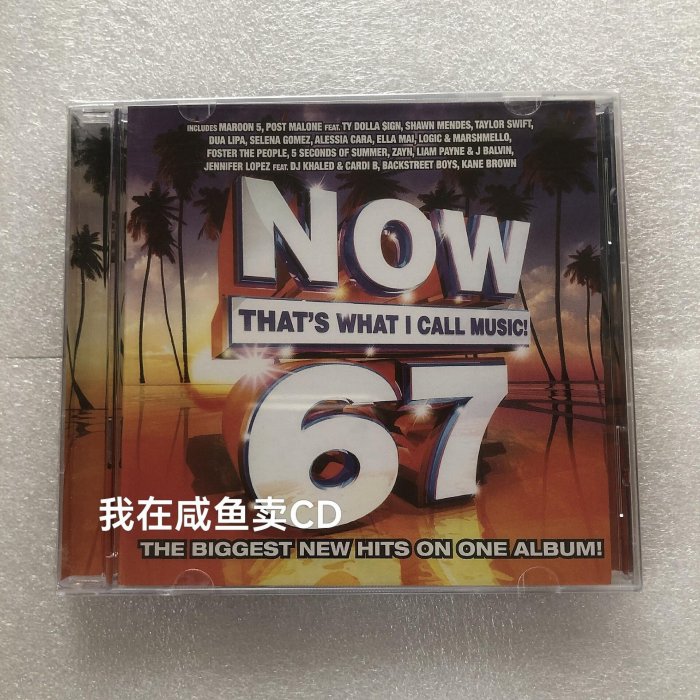 INCLUDES MAROON 5, POST MALONE FEAT. TY DOLLA $IGN, SHAWN MENDES, TAYLOR SWIFT,
DUA LIPA, SELENA GOMEZ, ALESSIA CARA, ELLA MAI, LOGIC & MARSHMELLO,
FOSTER THE PEOPLE, 5 SECONDS OF SUMMER, ZAYN, LIAM PAYNE & J BALVIN,
JENNIFER LOPEZ FEAT. DJ KHALED & CARDI B, BACKSTREET BOYS, KANE BROWN
NOW
THAT'S WHAT I CALL MUSIC!
67
我在咸鱼卖CD
THE BIGGEST NEW HITS ON ONE ALBUM!